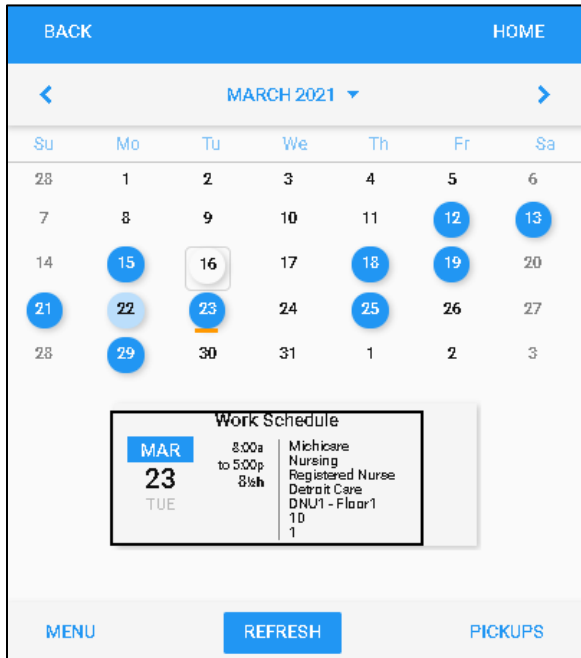 BACK HOME
MARCH 2021
Su Mo Tu We Th Fr Sa
28 1 2 3 4 5 6
7 8 9 10 11 12 13
14 15 16 17 18 19 20
21 22 23 24 25 26 27
28 29 30 31 1 2 3
Work Schedule
MAR
23
TUE
8:00a
to 5:00p
8½h
Michicare
Nursing
Registered Nurse
Detroit Care
DNU1 - Floor1
10
1
MENU REFRESH PICKUPS